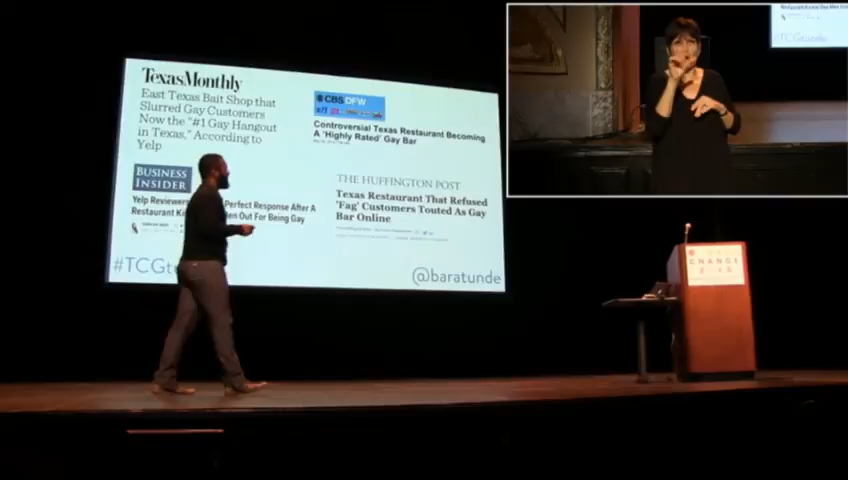 TexasMonthly
East Texas Bait Shop that
Slurred Gay Customers
Now the "#1 Gay Hangout
in Texas," According to
Yelp
CBS DFW
Controversial Texas Restaurant Becoming
A 'Highly Rated' Gay Bar
BUSINESS
INSIDER
Yelp Reviewers Perfect Response After A
Restaurant Out For Being Gay
THE HUFFINGTON POST
Texas Restaurant That Refused
'Fag' Customers Touted As Gay
Bar Online
#TCG
@baratunde
CHANGE
#TCGtunde